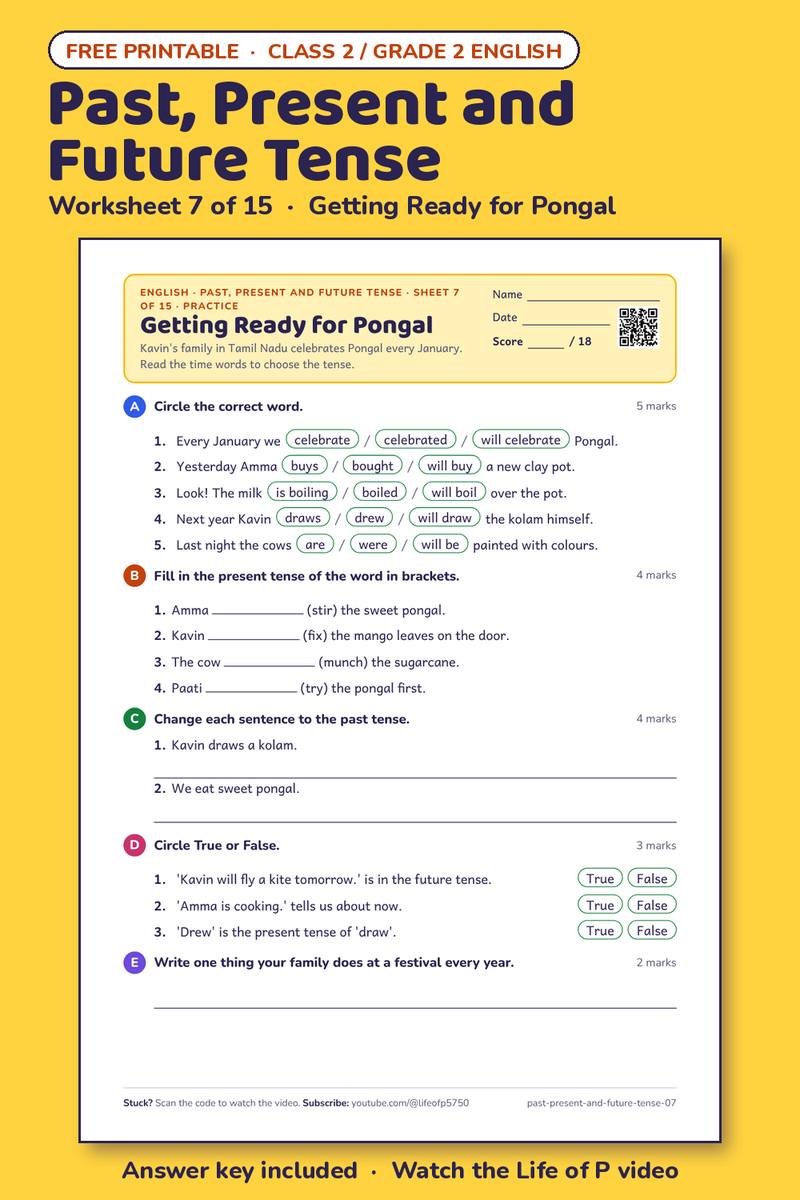 FREE PRINTABLE · CLASS 2 / GRADE 2 ENGLISH
Past, Present and
Future Tense
Worksheet 7 of 15 · Getting Ready for Pongal
ENGLISH · PAST, PRESENT AND FUTURE TENSE · SHEET 7
OF 15 · PRACTICE
Getting Ready for Pongal
Kavin's family in Tamil Nadu celebrates Pongal every January.
Read the time words to choose the tense.
Name ____
Date ____
Score ____ / 18
A Circle the correct word. 5 marks
1. Every January we celebrate / celebrated / will celebrate Pongal.
2. Yesterday Amma buys / bought / will buy a new clay pot.
3. Look! The milk is boiling / boiled / will boil over the pot.
4. Next year Kavin draws / drew / will draw the kolam himself.
5. Last night the cows are / were / will be painted with colours.
B Fill in the present tense of the word in brackets. 4 marks
1. Amma ____ (stir) the sweet pongal.
2. Kavin ____ (fix) the mango leaves on the door.
3. The cow ____ (munch) the sugarcane.
4. Paati ____ (try) the pongal first.
C Change each sentence to the past tense. 4 marks
1. Kavin draws a kolam.
2. We eat sweet pongal.
D Circle True or False. 3 marks
1. 'Kavin will fly a kite tomorrow.' is in the future tense. True False
2. 'Amma is cooking.' tells us about now. True False
3. 'Drew' is the present tense of 'draw'. True False
E Write one thing your family does at a festival every year. 2 marks
Stuck? Scan the code to watch the video. Subscribe: youtube.com/@lifeofp5750 past-present-and-future-tense-07
Answer key included · Watch the Life of P video